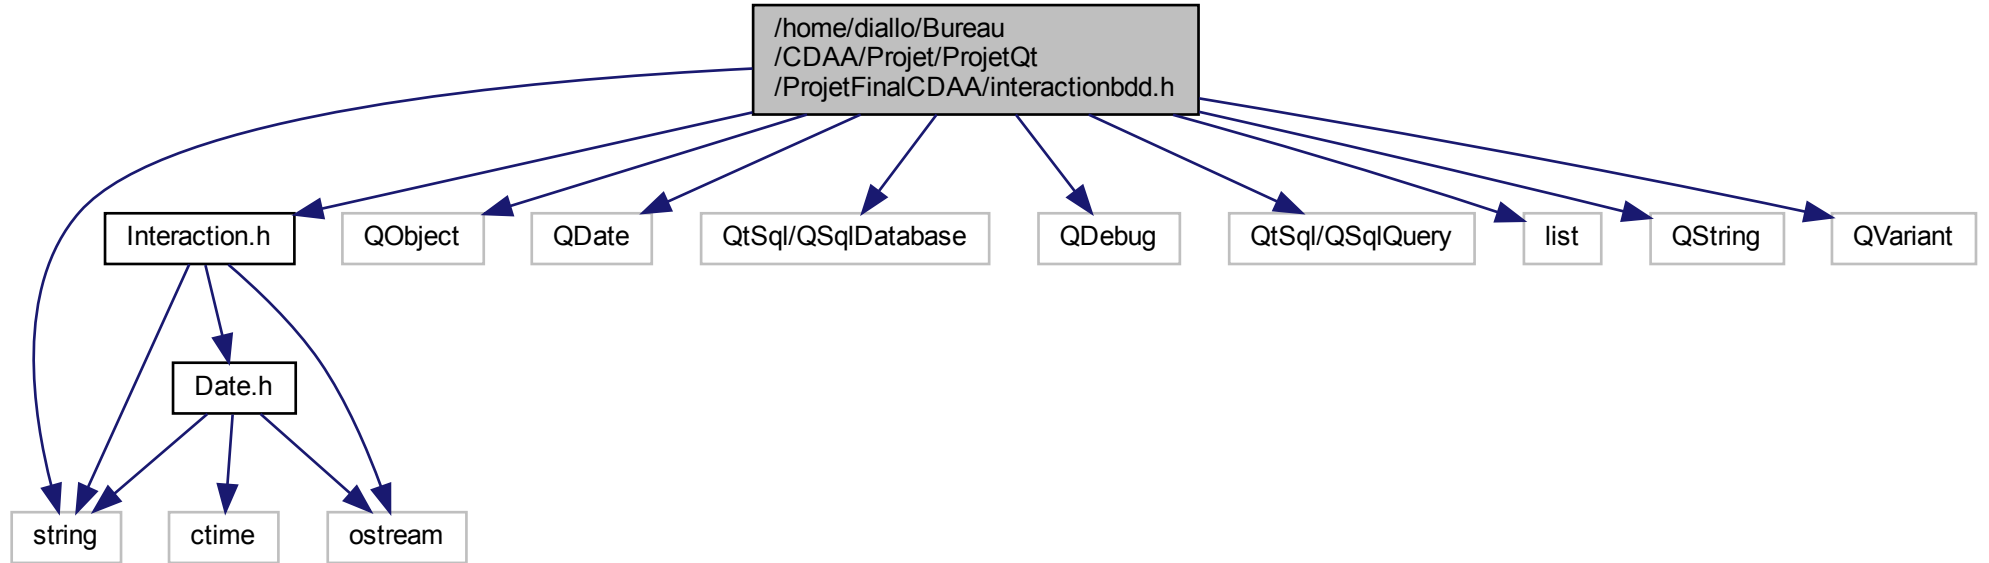 /home/diallo/Bureau
/CDAA/Projet/ProjetQt
/ProjetFinalCDAA/interactionbdd.h
Interaction.h
QObject
QDate
QtSql/QSqlDatabase
QDebug
QtSql/QSqlQuery
list
QString
QVariant
Date.h
string
ctime
ostream